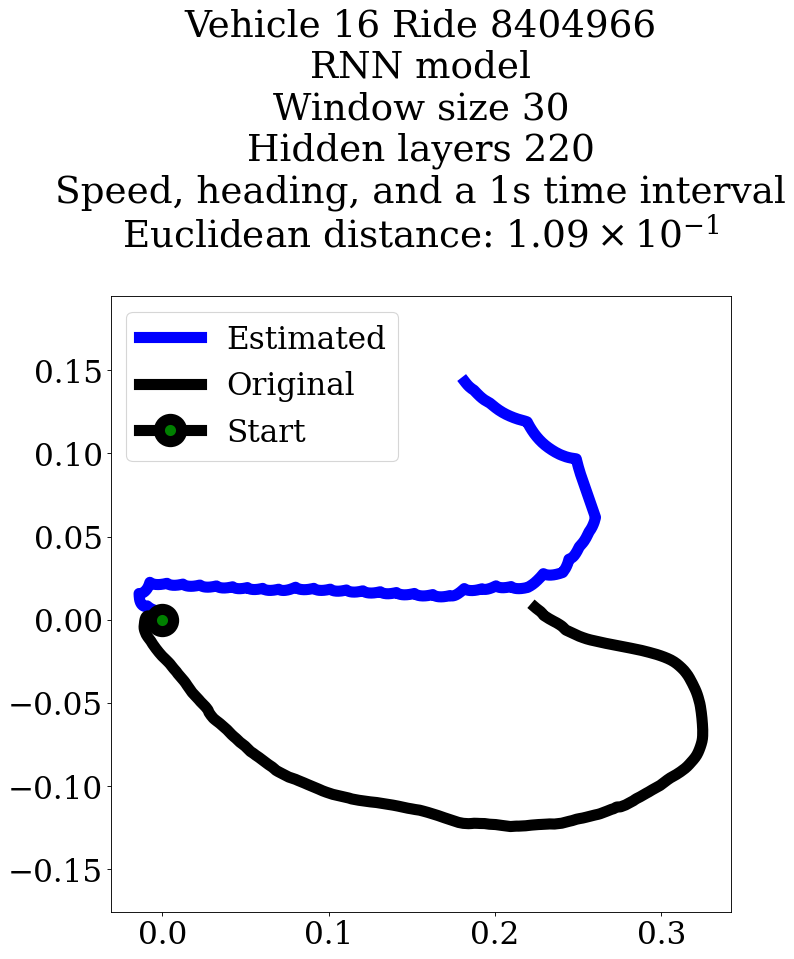 Vehicle 16 Ride 8404966
RNN model
Window size 30
Hidden layers 220
Speed, heading, and a 1s time interval
Euclidean distance: 1.09 × 10⁻¹
Estimated
Original
Start
0.15
0.10
0.05
0.00
−0.05
−0.10
−0.15
0.0 0.1 0.2 0.3